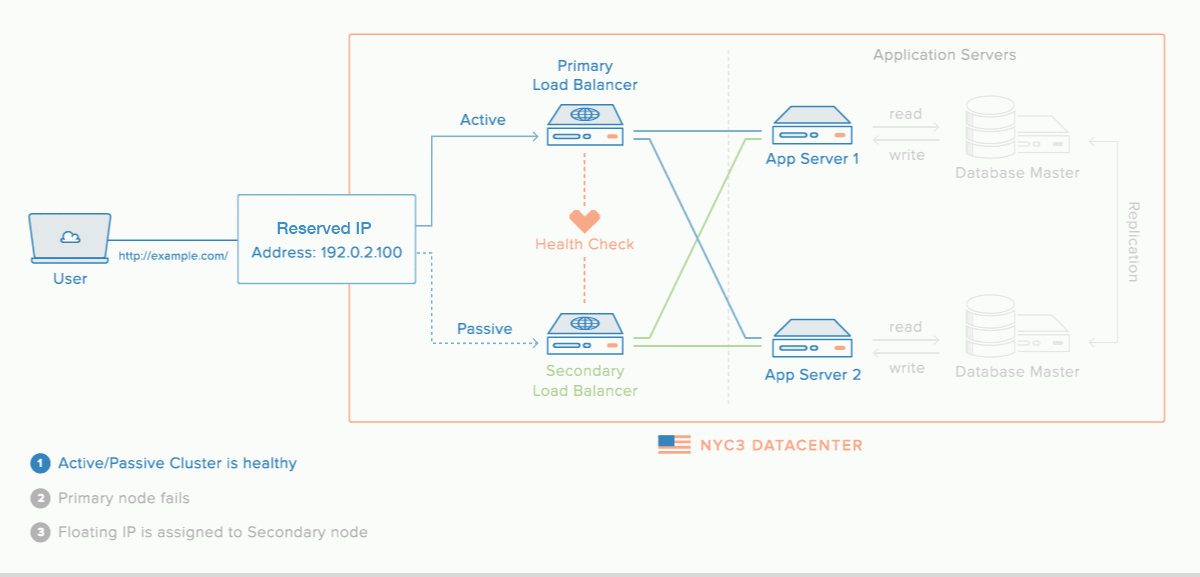 Application Servers
Primary
Load Balancer
Active
read
write
App Server 1
Database Master
Reserved IP
Address: 192.0.2.100
http://example.com/
User
Health Check
Replication
Passive
Secondary
Load Balancer
read
write
App Server 2
Database Master
NYC3 DATACENTER
1 Active/Passive Cluster is healthy
2 Primary node fails
3 Floating IP is assigned to Secondary node